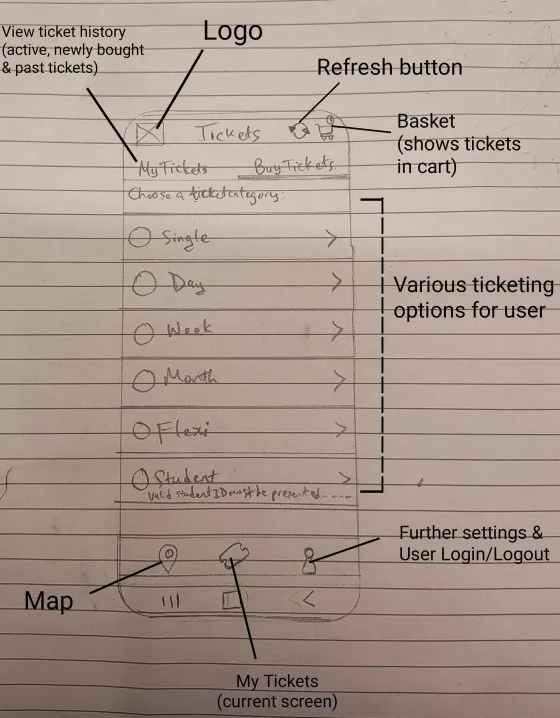 View ticket history
(active, newly bought
& past tickets)
Logo
Refresh button
Basket
(shows tickets
in cart)
Tickets
My Tickets
Buy Tickets
Choose a ticket category:
Single
Day
Week
Month
Flexi
Student
Valid student ID must be presented....
Various ticketing
options for user
Further settings &
User Login/Logout
Map
My Tickets
(current screen)